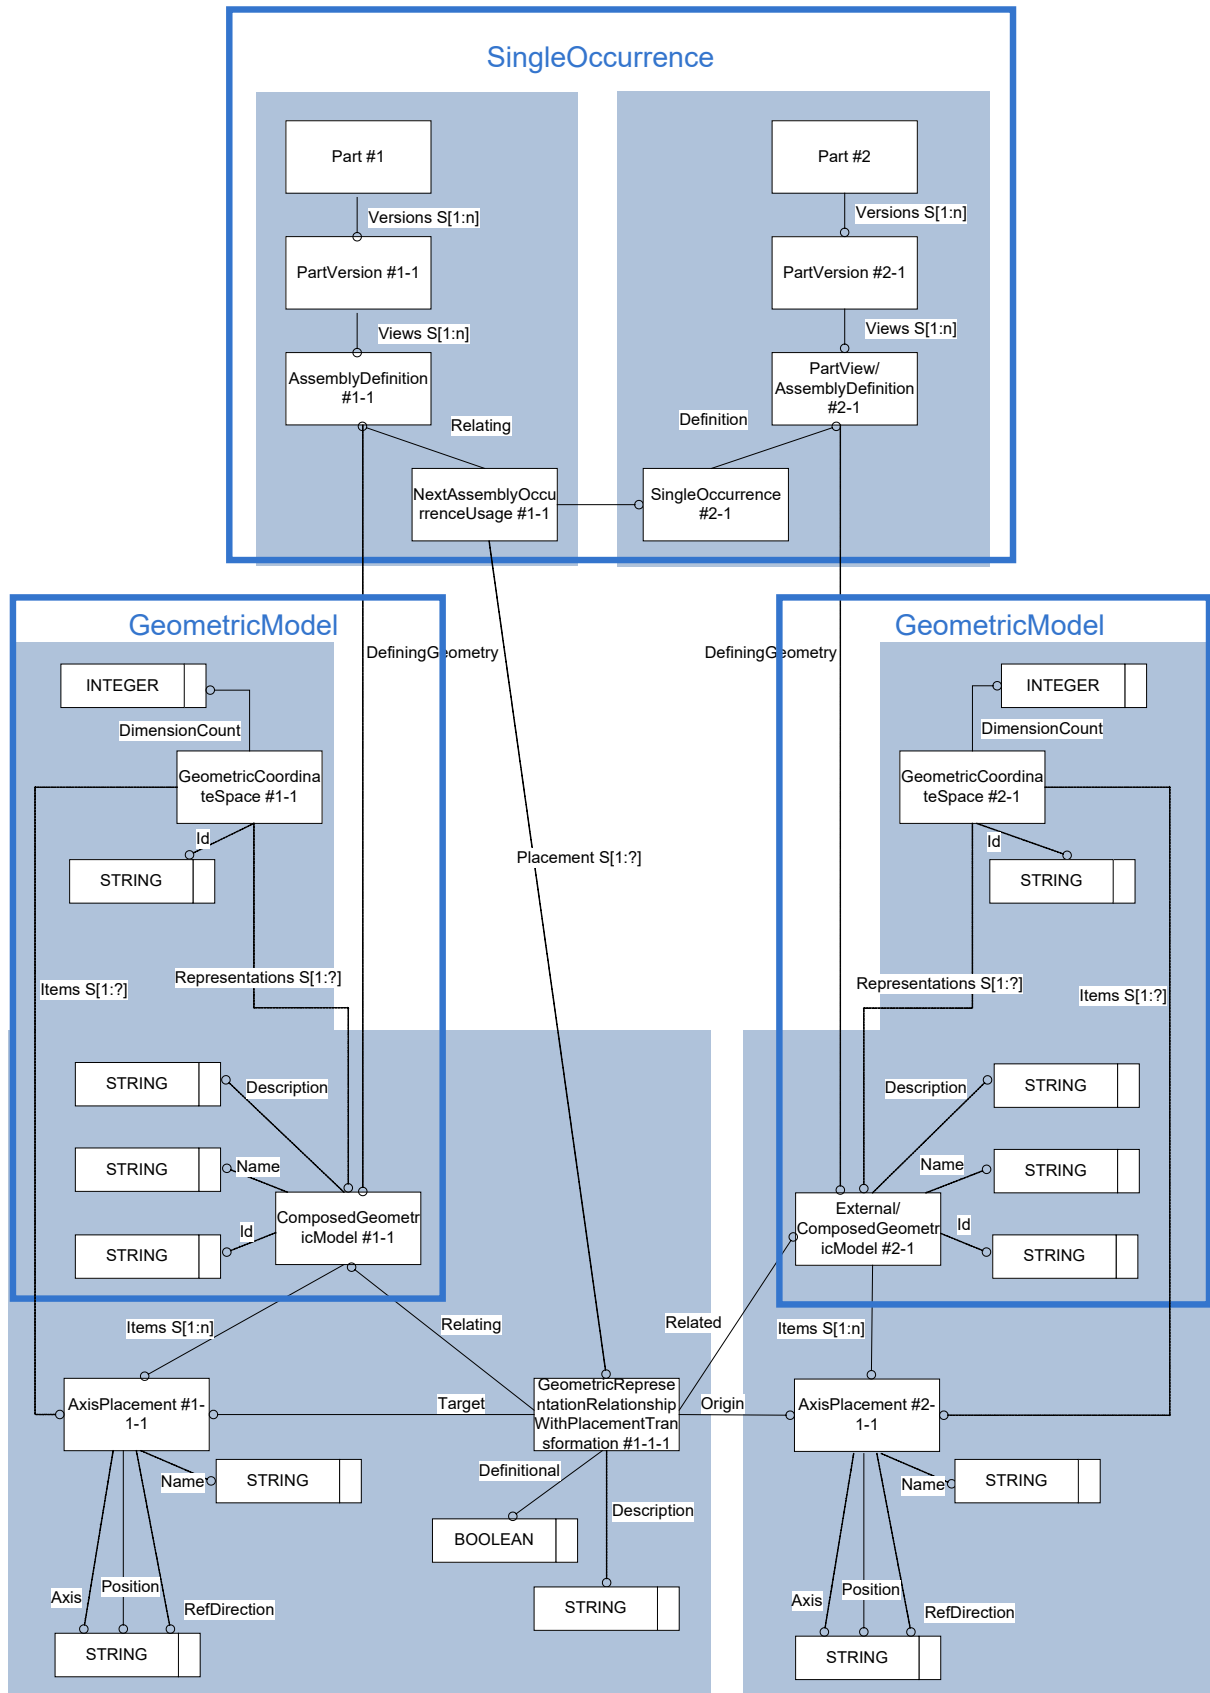 SingleOccurrence
Part #1
Part #2
Versions S[1:n]
Versions S[1:n]
PartVersion #1-1
PartVersion #2-1
Views S[1:n]
Views S[1:n]
AssemblyDefinition
#1-1
PartView/
AssemblyDefinition
#2-1
Relating
Definition
NextAssemblyOccu
rrenceUsage #1-1
SingleOccurrence
#2-1
GeometricModel
GeometricModel
DefiningGeometry
DefiningGeometry
INTEGER
INTEGER
DimensionCount
DimensionCount
GeometricCoordina
teSpace #1-1
GeometricCoordina
teSpace #2-1
Id
Id
Placement S[1:?]
STRING
STRING
Representations S[1:?]
Representations S[1:?]
Items S[1:?]
Items S[1:?]
STRING
Description
Description
STRING
STRING
Name
Name
STRING
ComposedGeometr
icModel #1-1
External/
ComposedGeometr
icModel #2-1
Id
Id
STRING
STRING
Items S[1:n]
Relating
Related
Items S[1:n]
AxisPlacement #1-
1-1
Target
GeometricReprese
ntationRelationship
WithPlacementTran
sformation #1-1-1
Origin
AxisPlacement #2-
1-1
Name
STRING
Definitional
Name
STRING
Description
BOOLEAN
Axis
Position
RefDirection
STRING
Axis
Position
RefDirection
STRING
STRING